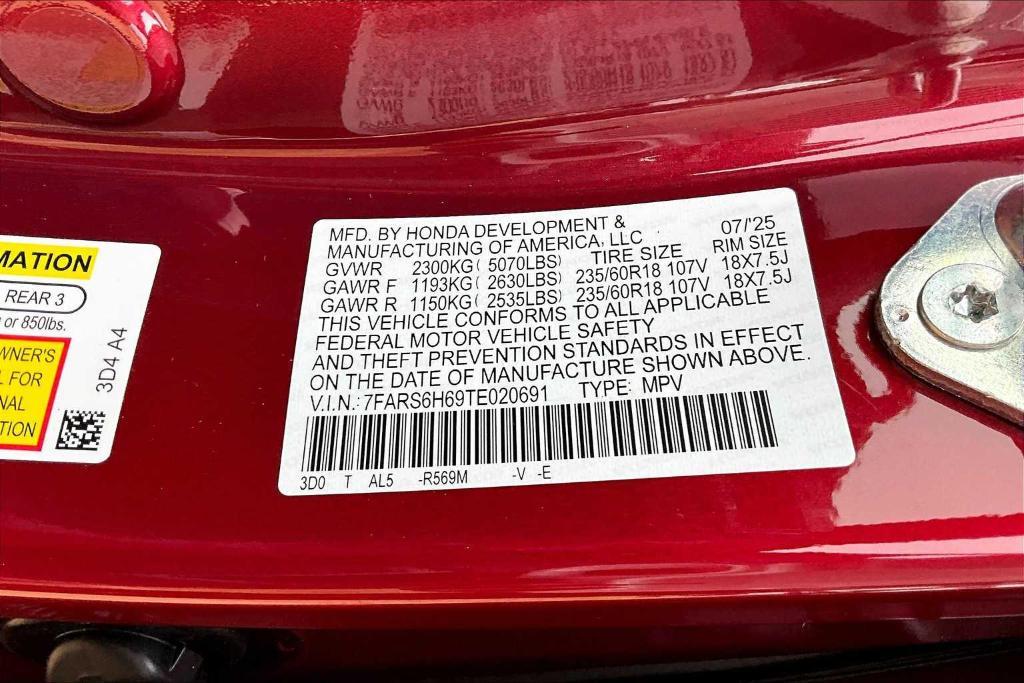 MATION
REAR 3
or 850lbs.
WNER'S
L FOR
NAL
TION
3D4 A4
MFD. BY HONDA DEVELOPMENT & 07/'25
MANUFACTURING OF AMERICA, LLC
TIRE SIZE RIM SIZE
GVWR 2300KG( 5070LBS)
GAWR F 1193KG( 2630LBS) 235/60R18 107V 18X7.5J
GAWR R 1150KG( 2535LBS) 235/60R18 107V 18X7.5J
THIS VEHICLE CONFORMS TO ALL APPLICABLE
FEDERAL MOTOR VEHICLE SAFETY
AND THEFT PREVENTION STANDARDS IN EFFECT
ON THE DATE OF MANUFACTURE SHOWN ABOVE.
V.I.N.: 7FARS6H69TE020691 TYPE: MPV
3D0 T AL5 -R569M -V -E